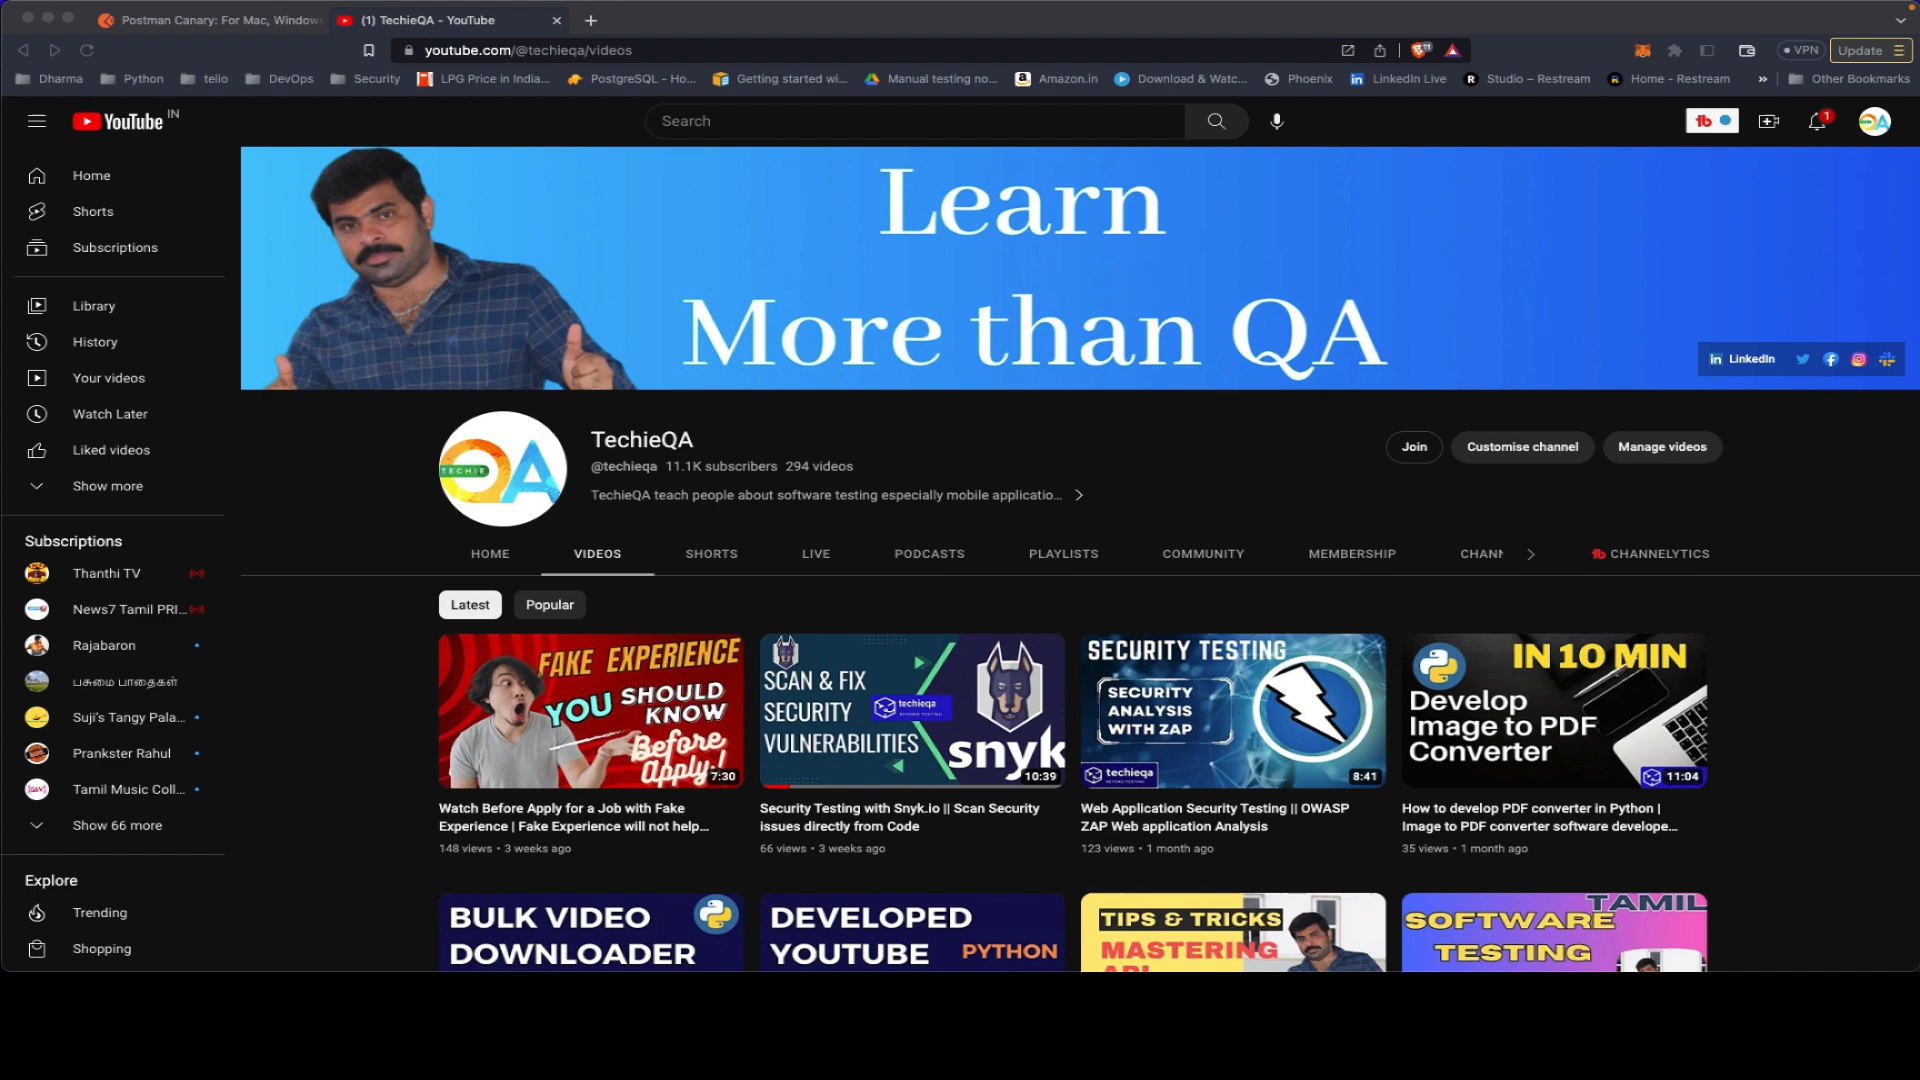 Postman Canary: For Mac, Window
(1) TechieQA - YouTube
youtube.com/@techieqa/videos
11
VPN
Update
Dharma
Python
telio
DevOps
Security
LPG Price in India...
PostgreSQL - Ho...
Getting started wi...
Manual testing no...
Amazon.in
Download & Watc...
Phoenix
LinkedIn Live
Studio – Restream
Home - Restream
Other Bookmarks
YouTube IN
Search
1
Home
Shorts
Subscriptions
Library
History
Your videos
Watch Later
Liked videos
Show more
Subscriptions
Thanthi TV
News7 Tamil PRI...
Rajabaron
பசுமை பாதைகள்
Suji's Tangy Pala...
Prankster Rahul
Tamil Music Coll...
Show 66 more
Explore
Trending
Shopping
Learn
More than QA
LinkedIn
TECHIE QA
TechieQA
@techieqa 11.1K subscribers 294 videos
TechieQA teach people about software testing especially mobile applicatio...
Join
Customise channel
Manage videos
HOME
VIDEOS
SHORTS
LIVE
PODCASTS
PLAYLISTS
COMMUNITY
MEMBERSHIP
CHAN
CHANNELYTICS
Latest
Popular
FAKE EXPERIENCE
YOU SHOULD
KNOW
Before
Apply!
7:30
Watch Before Apply for a Job with Fake
Experience | Fake Experience will not help...
148 views • 3 weeks ago
SCAN & FIX
SECURITY
VULNERABILITIES
techieqa
snyk
10:39
Security Testing with Snyk.io || Scan Security
issues directly from Code
66 views • 3 weeks ago
SECURITY TESTING
SECURITY
ANALYSIS
WITH ZAP
techieqa
8:41
Web Application Security Testing || OWASP
ZAP Web application Analysis
123 views • 1 month ago
IN 10 MIN
Develop
Image to PDF
Converter
11:04
How to develop PDF converter in Python |
Image to PDF converter software develope...
35 views • 1 month ago
BULK VIDEO
DOWNLOADER
DEVELOPED
YOUTUBE PYTHON
TIPS & TRICKS
MASTERING
API
TAMIL
SOFTWARE
TESTING